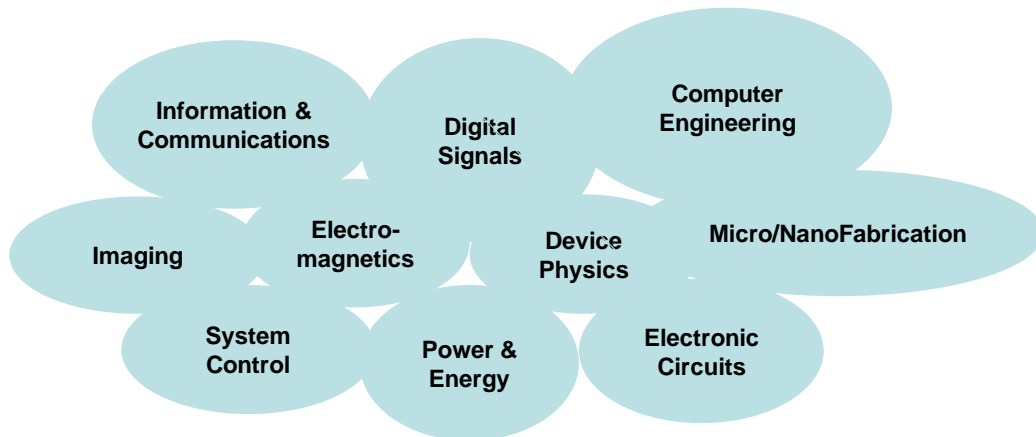 Information &
Communications
Digital
Signals
Computer
Engineering
Imaging
Electro-
magnetics
Device
Physics
Micro/NanoFabrication
System
Control
Power &
Energy
Electronic
Circuits